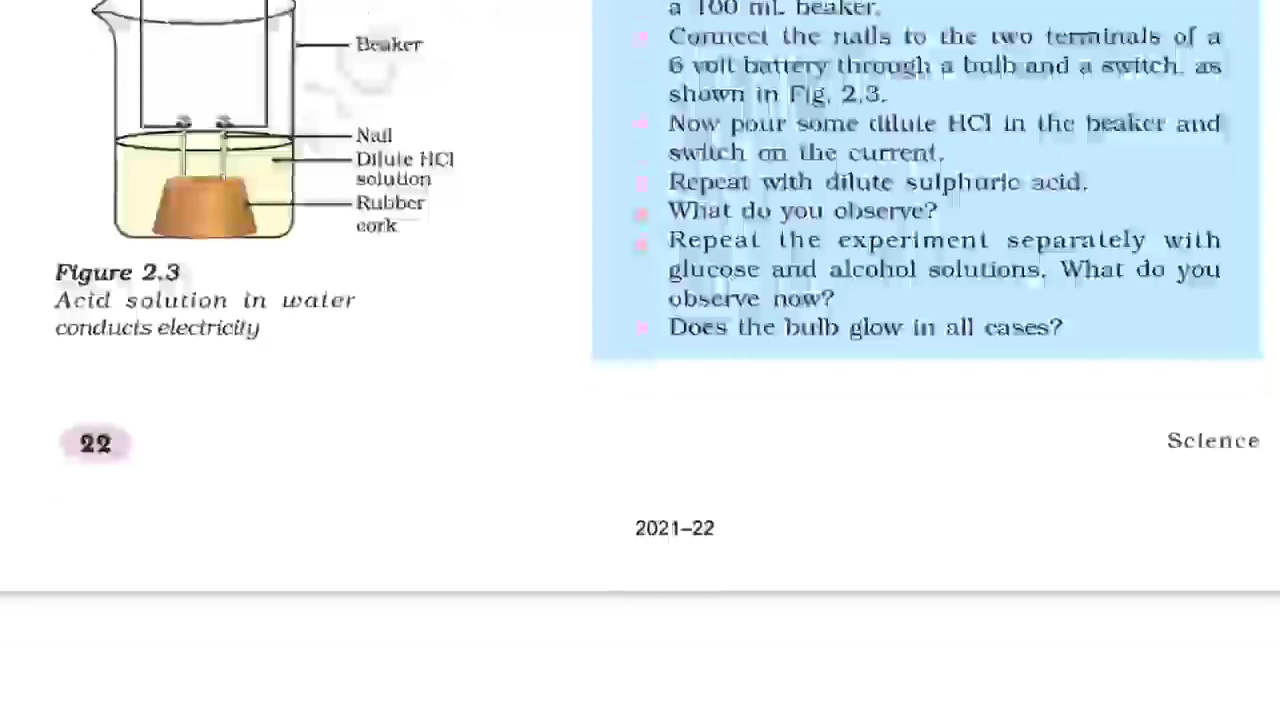 Beaker
Nail
Dilute HCl
solution
Rubber
cork
Figure 2.3
Acid solution in water
conducts electricity
a 100 mL beaker.
Connect the nails to the two terminals of a
6 volt battery through a bulb and a switch, as
shown in Fig. 2.3.
Now pour some dilute HCl in the beaker and
switch on the current.
Repeat with dilute sulphuric acid.
What do you observe?
Repeat the experiment separately with
glucose and alcohol solutions. What do you
observe now?
Does the bulb glow in all cases?
22
Science
2021–22